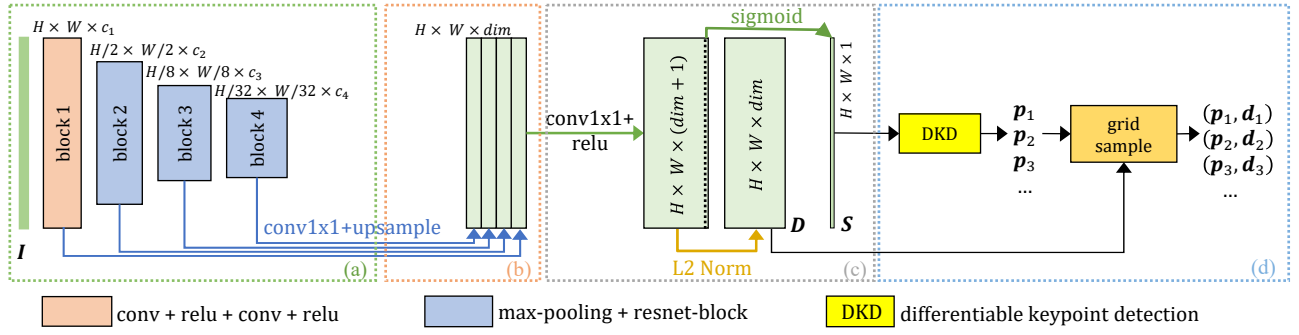 H × W × c₁
H/2 × W/2 × c₂
H/8 × W/8 × c₃
H/32 × W/32 × c₄
block 1
block 2
block 3
block 4
I
conv1x1+upsample
(a)
H × W × dim
(b)
conv1x1+
relu
sigmoid
H × W × (dim + 1)
H × W × dim
H × W × 1
D
S
L2 Norm
(c)
DKD
p₁
p₂
p₃
...
grid
sample
(p₁, d₁)
(p₂, d₂)
(p₃, d₃)
...
(d)
conv + relu + conv + relu
max-pooling + resnet-block
DKD
differentiable keypoint detection